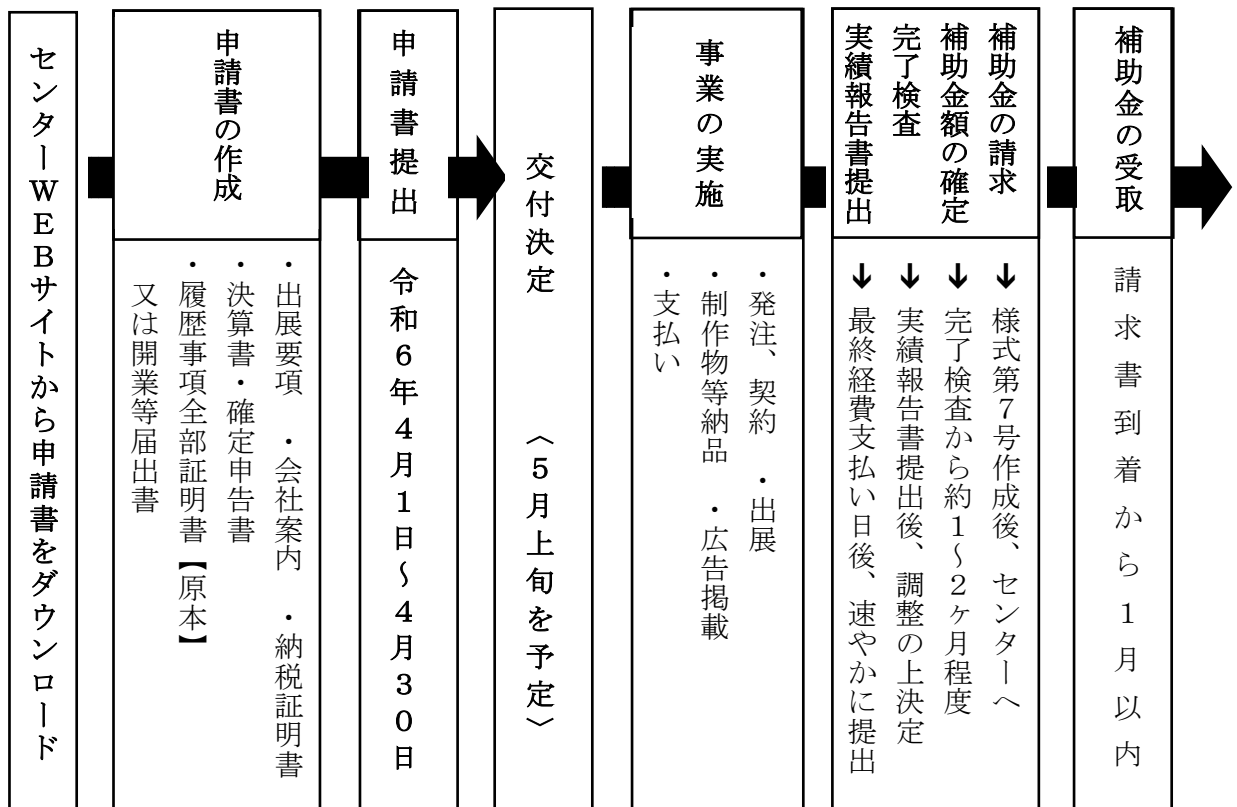 センターＷＥＢサイトから申請書をダウンロード
申請書の作成
・出展要項　・会社案内　・納税証明書
・決算書・確定申告書
・履歴事項全部証明書【原本】
又は開業等届出書
申請書提出
令和６年４月１日～４月３０日
交付決定　〈５月上旬を予定〉
事業の実施
・発注、契約　・出展
・制作物等納品　・広告掲載
・支払い
補助金の請求
補助金額の確定
完了検査
実績報告書提出
↓様式第７号作成後、センターへ
↓完了検査から約１～２ヶ月程度
↓実績報告書提出後、調整の上決定
↓最終経費支払い日後、速やかに提出
補助金の受取
請求書到着から１月以内